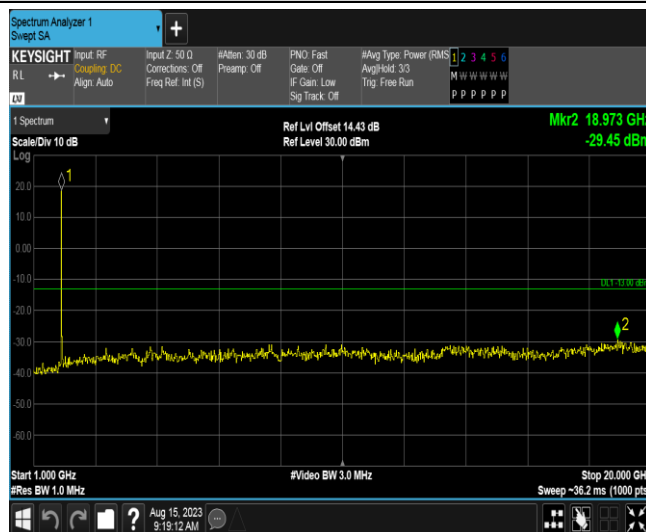 Spectrum Analyzer 1
Swept SA
+
KEYSIGHT
RL
LXI
Input: RF
Coupling: DC
Align: Auto
Input Z: 50 Ω
Corrections: Off
Freq Ref: Int (S)
#Atten: 30 dB
Preamp: Off
PNO: Fast
Gate: Off
IF Gain: Low
Sig Track: Off
#Avg Type: Power (RMS
Avg|Hold: 3/3
Trig: Free Run
1 2 3 4 5 6
M W W W W W
P P P P P P
1 Spectrum
Scale/Div 10 dB
Ref Lvl Offset 14.43 dB
Ref Level 30.00 dBm
Mkr2 18.973 GHz
-29.45 dBm
Log
1
20.0
10.0
0.00
-10.0
DL1 -13.00 dBm
-20.0
2
-30.0
-40.0
-50.0
-60.0
Start 1.000 GHz
#Res BW 1.0 MHz
#Video BW 3.0 MHz
Stop 20.000 GHz
Sweep ~36.2 ms (1000 pts
?
Aug 15, 2023
9:19:12 AM